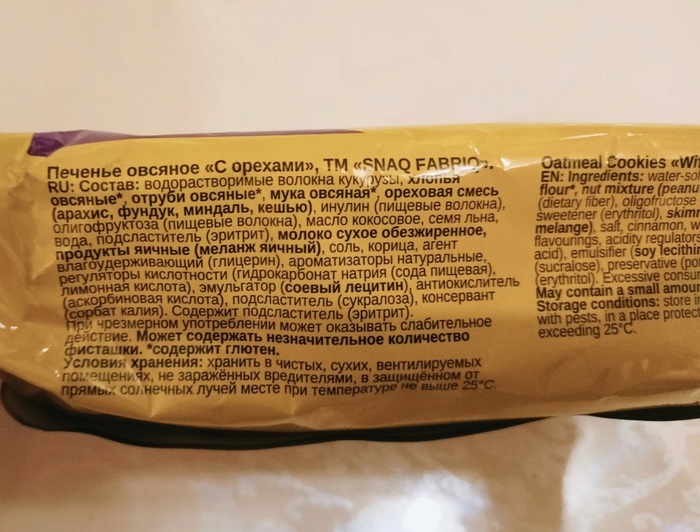 Печенье овсяное «С орехами», ТМ «SNAQ FABRIQ».
RU: Состав: водорастворимые волокна кукурузы, хлопья
овсяные*, отруби овсяные*, мука овсяная*, ореховая смесь
(арахис, фундук, миндаль, кешью), инулин (пищевые волокна),
олигофруктоза (пищевые волокна), масло кокосовое, семя льна,
вода, подсластитель (эритрит), молоко сухое обезжиренное,
продукты яичные (меланж яичный), соль, корица, агент
влагоудерживающий (глицерин), ароматизаторы натуральные,
регуляторы кислотности (гидрокарбонат натрия (сода пищевая),
лимонная кислота), эмульгатор (соевый лецитин), антиокислитель
(аскорбиновая кислота), подсластитель (сукралоза), консервант
(сорбат калия). Содержит подсластитель (эритрит).
При чрезмерном употреблении может оказывать слабительное
действие. Может содержать незначительное количество
фисташки. *содержит глютен.
Условия хранения: хранить в чистых, сухих, вентилируемых
помещениях, не заражённых вредителями, в защищённом от
прямых солнечных лучей месте при температуре не выше 25°C.
Oatmeal Cookies «Wit
EN: Ingredients: water-sol
flour*, nut mixture (peanu
(dietary fiber), oligofructose
sweetener (erythritol), skim
melange), salt, cinnamon, w
flavourings, acidity regulators
acid), emulsifier (soy lecithin
(sucralose), preservative (pot
(erythritol). Excessive cons
May contain a small amour
Storage conditions: store i
with pests, in a place protect
exceeding 25°C.